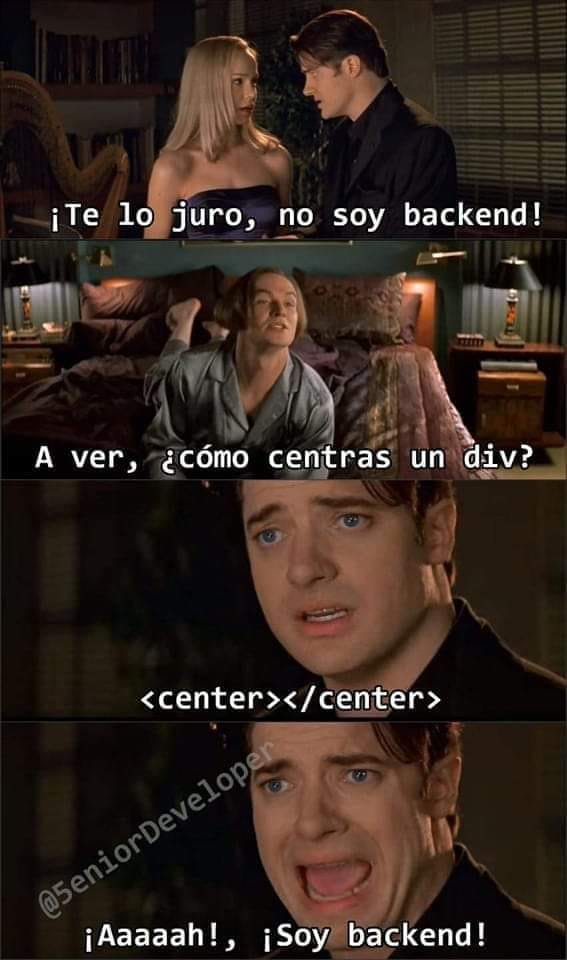 ¡Te lo juro, no soy backend!
A ver, ¿cómo centras un div?
<center></center>
@5eniorDeveloper
¡Aaaaah!, ¡Soy backend!